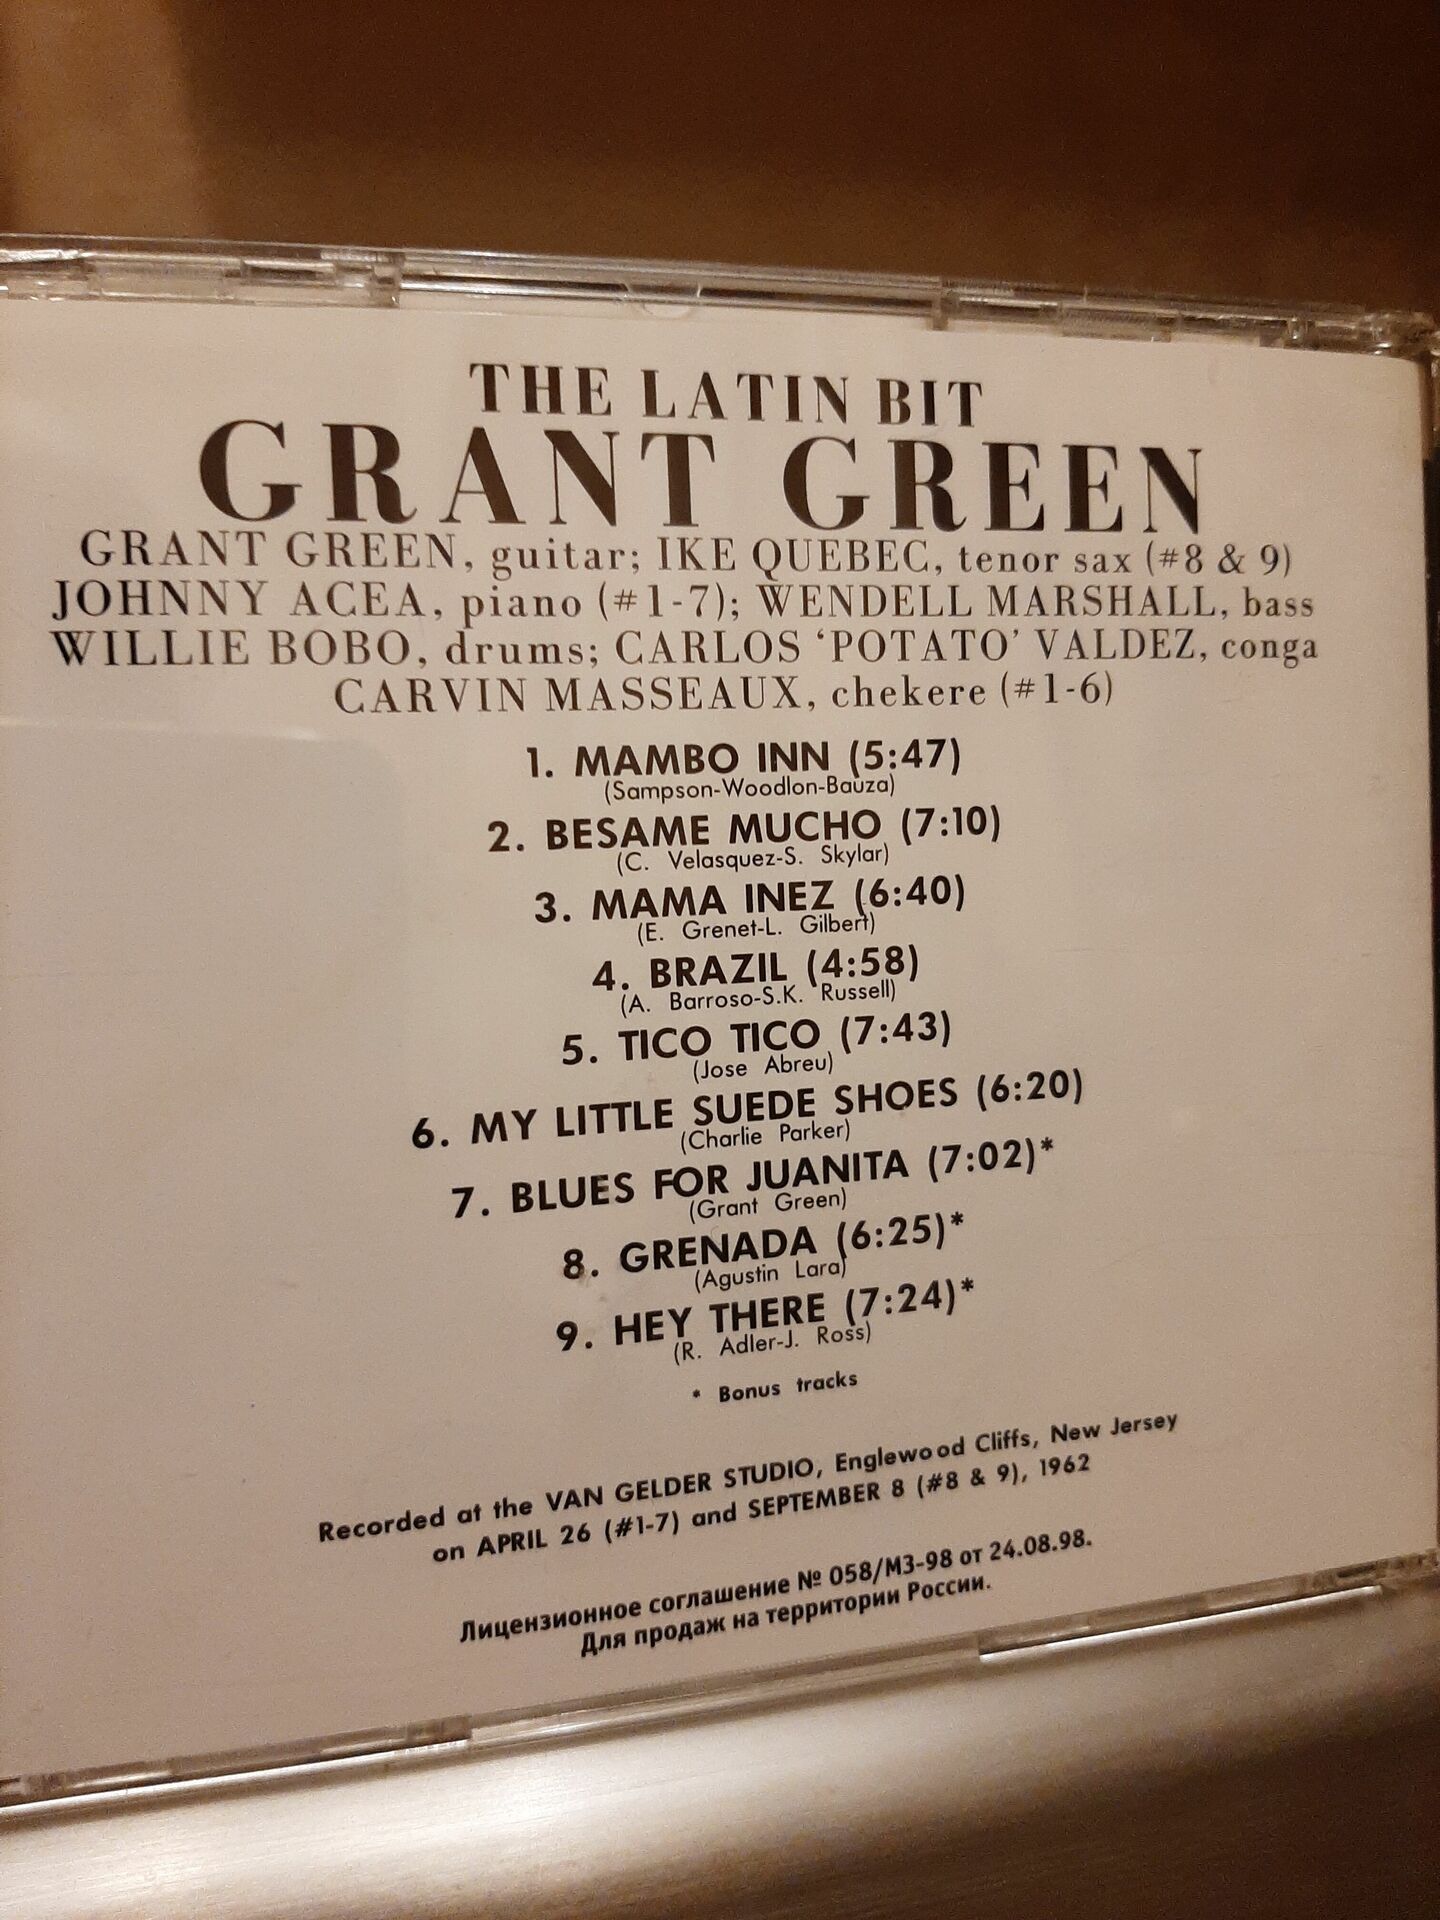 THE LATIN BIT
GRANT GREEN
GRANT GREEN, guitar; IKE QUEBEC, tenor sax (#8 & 9)
JOHNNY ACEA, piano (#1-7); WENDELL MARSHALL, bass
WILLIE BOBO, drums; CARLOS ‘POTATO’ VALDEZ, conga
CARVIN MASSEAUX, chekere (#1-6)
1. MAMBO INN (5:47)
(Sampson-Woodlon-Bauza)
2. BESAME MUCHO (7:10)
(C. Velasquez-S. Skylar)
3. MAMA INEZ (6:40)
(E. Grenet-L. Gilbert)
4. BRAZIL (4:58)
(A. Barroso-S.K. Russell)
5. TICO TICO (7:43)
(Jose Abreu)
6. MY LITTLE SUEDE SHOES (6:20)
(Charlie Parker)
7. BLUES FOR JUANITA (7:02)*
(Grant Green)
8. GRENADA (6:25)*
(Agustin Lara)
9. HEY THERE (7:24)*
(R. Adler-J. Ross)
* Bonus tracks
Recorded at the VAN GELDER STUDIO, Englewood Cliffs, New Jersey
on APRIL 26 (#1-7) and SEPTEMBER 8 (#8 & 9), 1962
Лицензионное соглашение № 058/МЗ-98 от 24.08.98.
Для продаж на территории России.